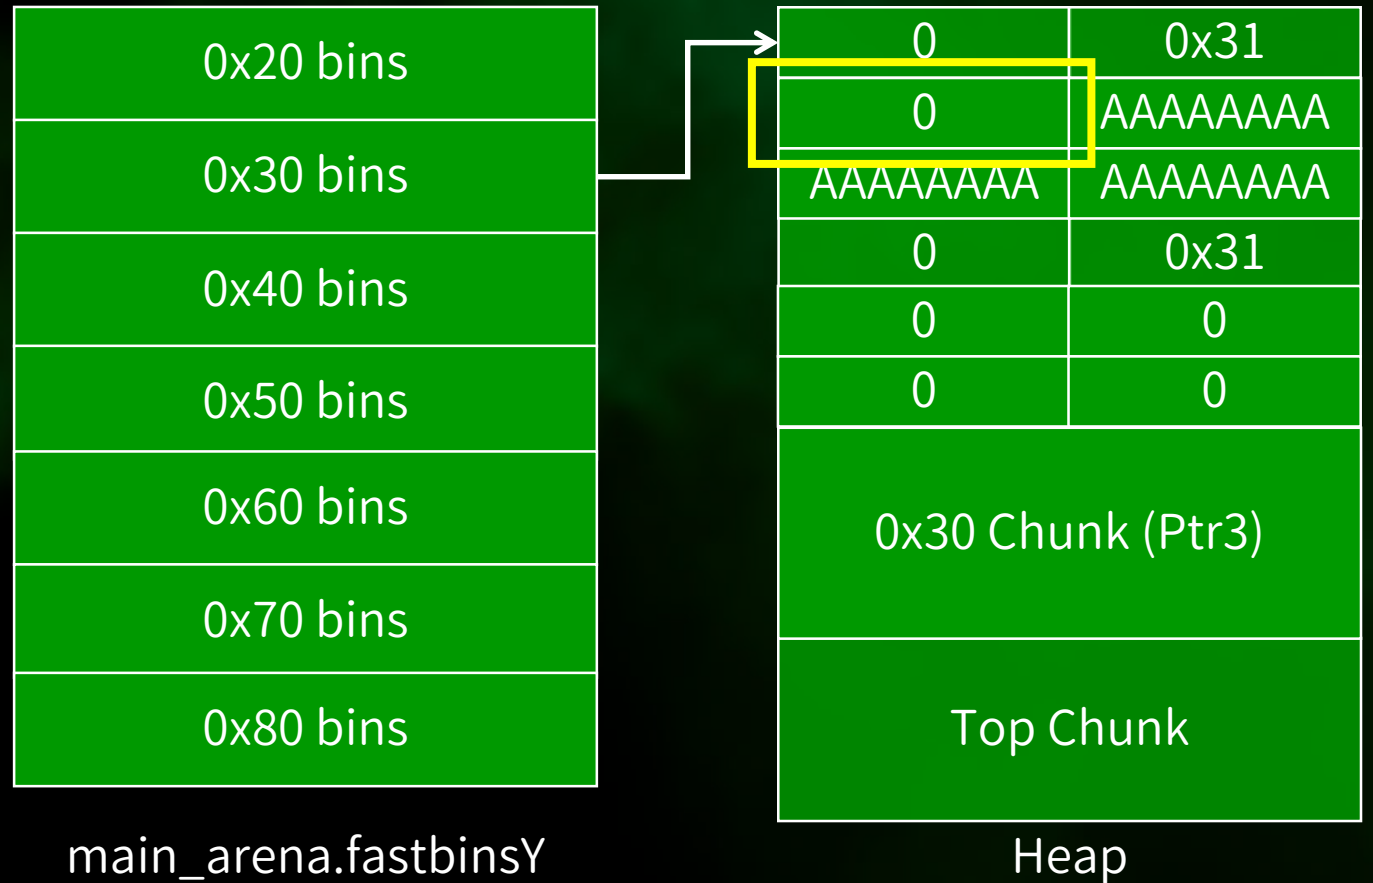 0x20 bins
0x30 bins
0x40 bins
0x50 bins
0x60 bins
0x70 bins
0x80 bins
main_arena.fastbinsY
0 0x31
0 AAAAAAAA
AAAAAAAA AAAAAAAA
0 0x31
0 0
0 0
0x30 Chunk (Ptr3)
Top Chunk
Heap